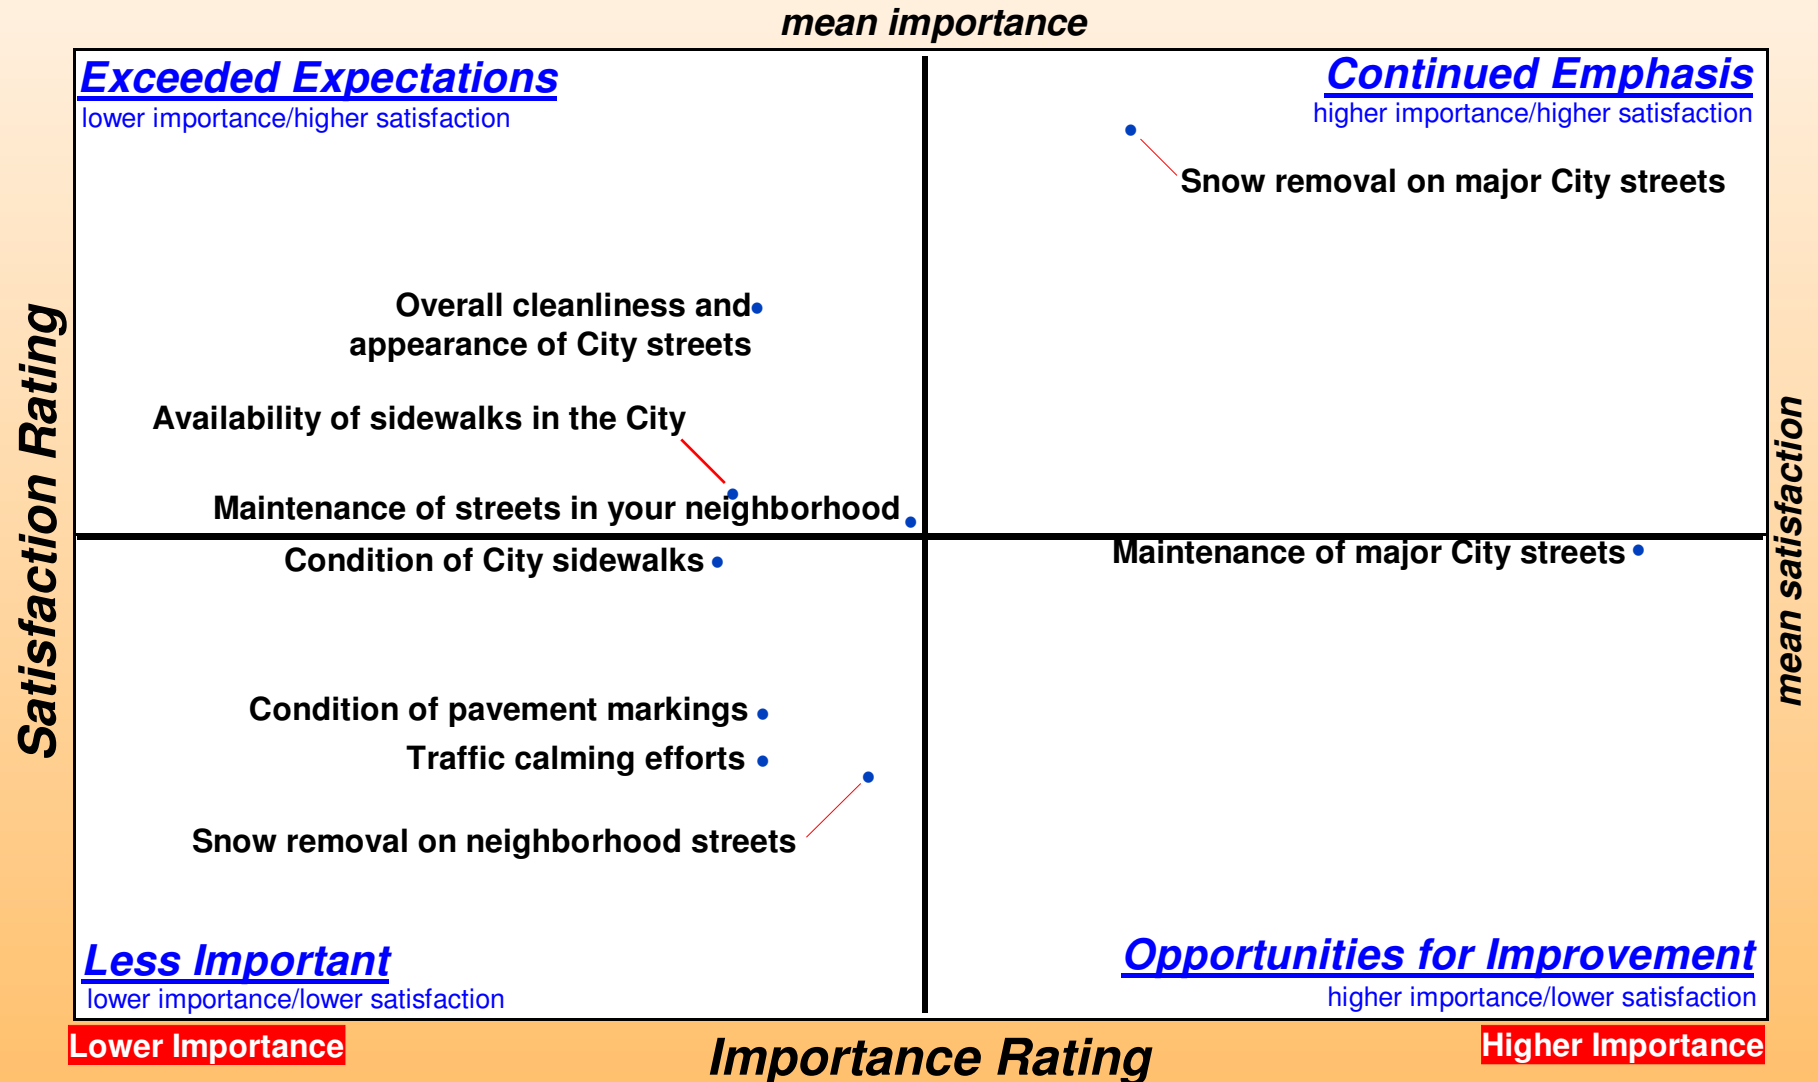 mean importance
Exceeded Expectations
lower importance/higher satisfaction
Continued Emphasis
higher importance/higher satisfaction
Snow removal on major City streets
Overall cleanliness and
appearance of City streets
Availability of sidewalks in the City
Maintenance of streets in your neighborhood
Satisfaction Rating
mean satisfaction
Condition of City sidewalks
Maintenance of major City streets
Condition of pavement markings
Traffic calming efforts
Snow removal on neighborhood streets
Less Important
lower importance/lower satisfaction
Opportunities for Improvement
higher importance/lower satisfaction
Lower Importance
Importance Rating
Higher Importance